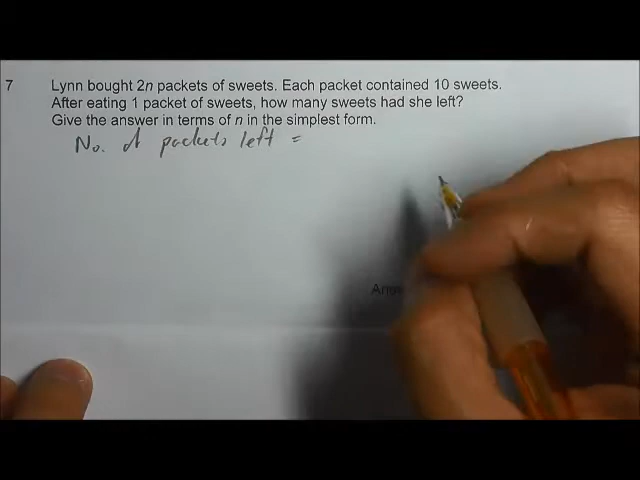 7 Lynn bought 2n packets of sweets. Each packet contained 10 sweets.
After eating 1 packet of sweets, how many sweets had she left?
Give the answer in terms of n in the simplest form.
No. of packets left =